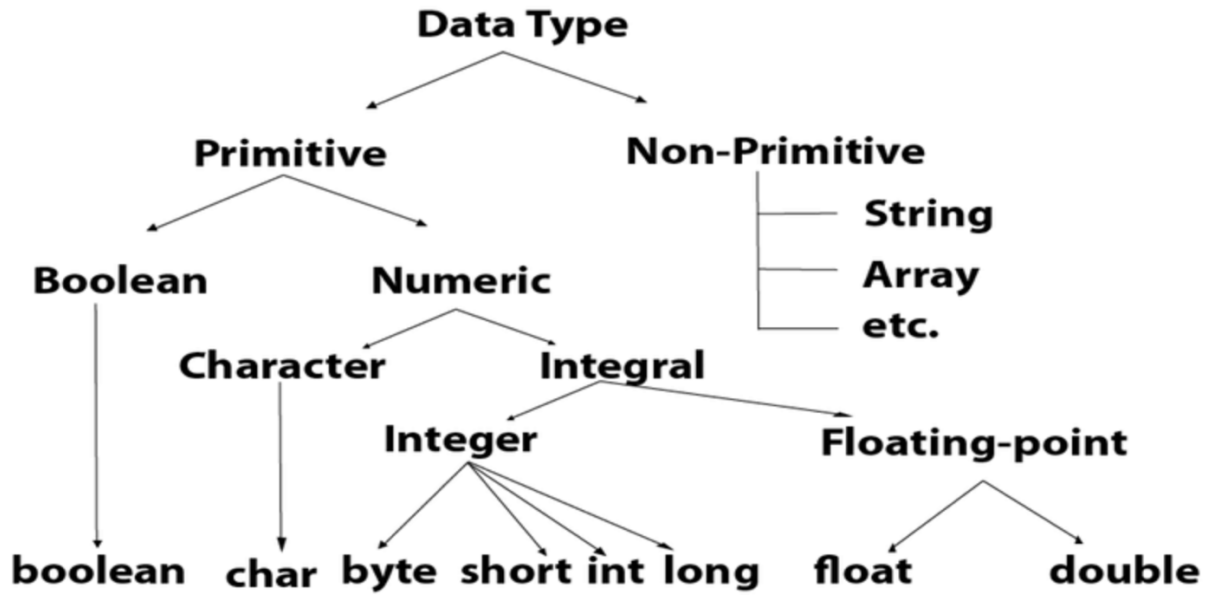 Data Type
Primitive
Non-Primitive
String
Boolean
Numeric
Array
etc.
Character
Integral
Integer
Floating-point
boolean
char
byte
short
int
long
float
double